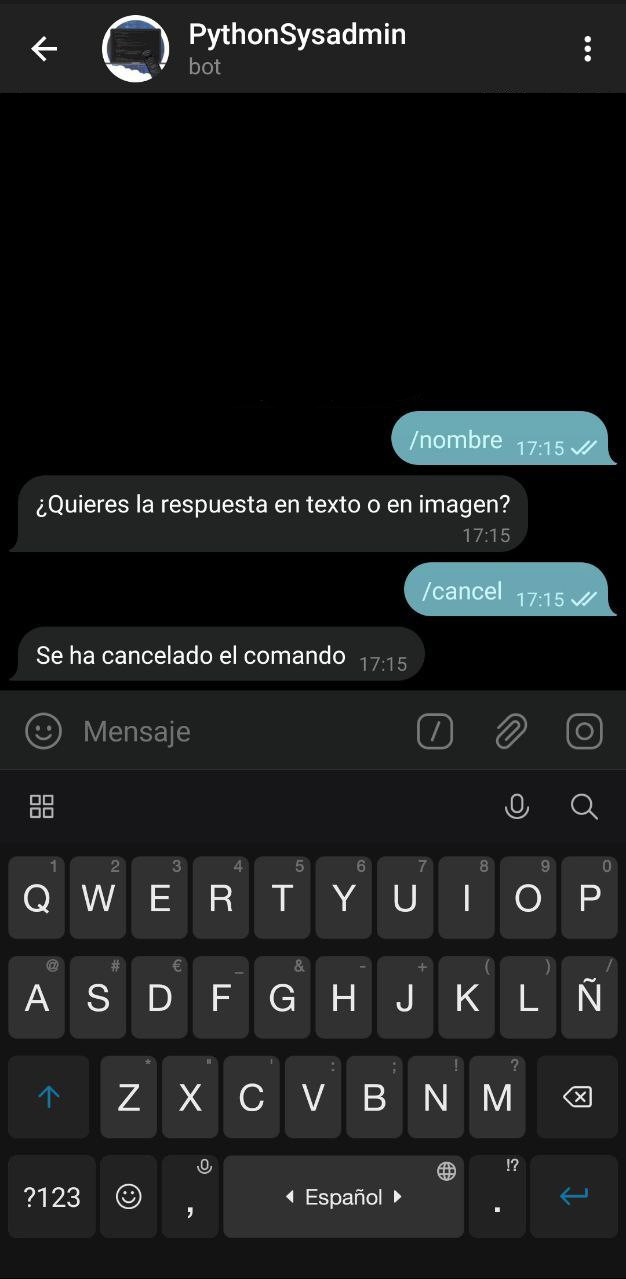 PythonSysadmin
bot
/nombre 17:15
¿Quieres la respuesta en texto o en imagen?
17:15
/cancel 17:15
Se ha cancelado el comando 17:15
Mensaje
1 2 3 4 5 6 7 8 9 0
Q W E R T Y U I O P
@ # € _ & - + ( ) /
A S D F G H J K L Ñ
* " ' : ; ! ?
Z X C V B N M
!?
?123 , Español .